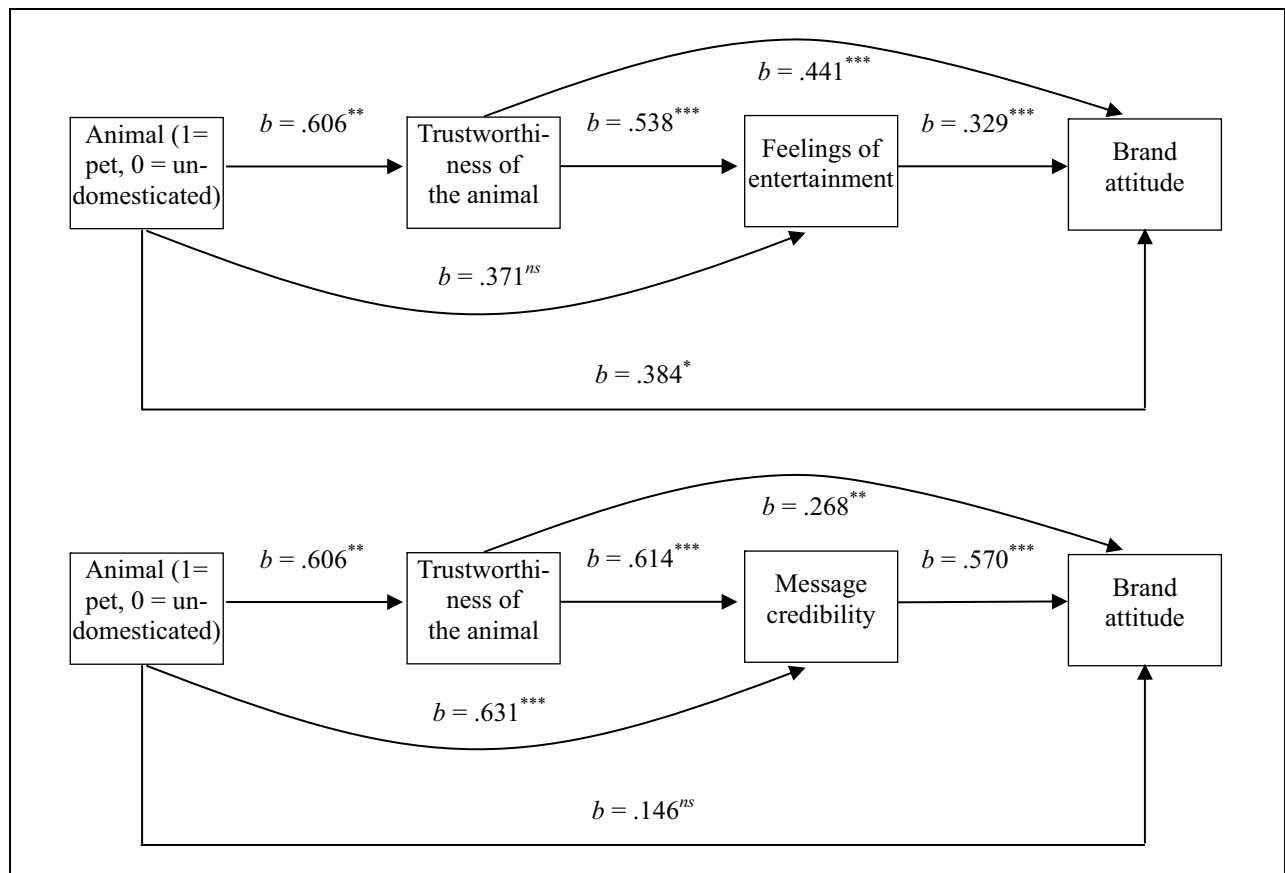 b = .441***
b = .606**
b = .538***
b = .329***
Animal (1=
pet, 0 = un-
domesticated)
Trustworthi-
ness of
the animal
Feelings of
entertainment
Brand
attitude
b = .371ns
b = .384*
b = .268**
b = .606**
b = .614***
b = .570***
Animal (1=
pet, 0 = un-
domesticated)
Trustworthi-
ness of
the animal
Message
credibility
Brand
attitude
b = .631***
b = .146ns